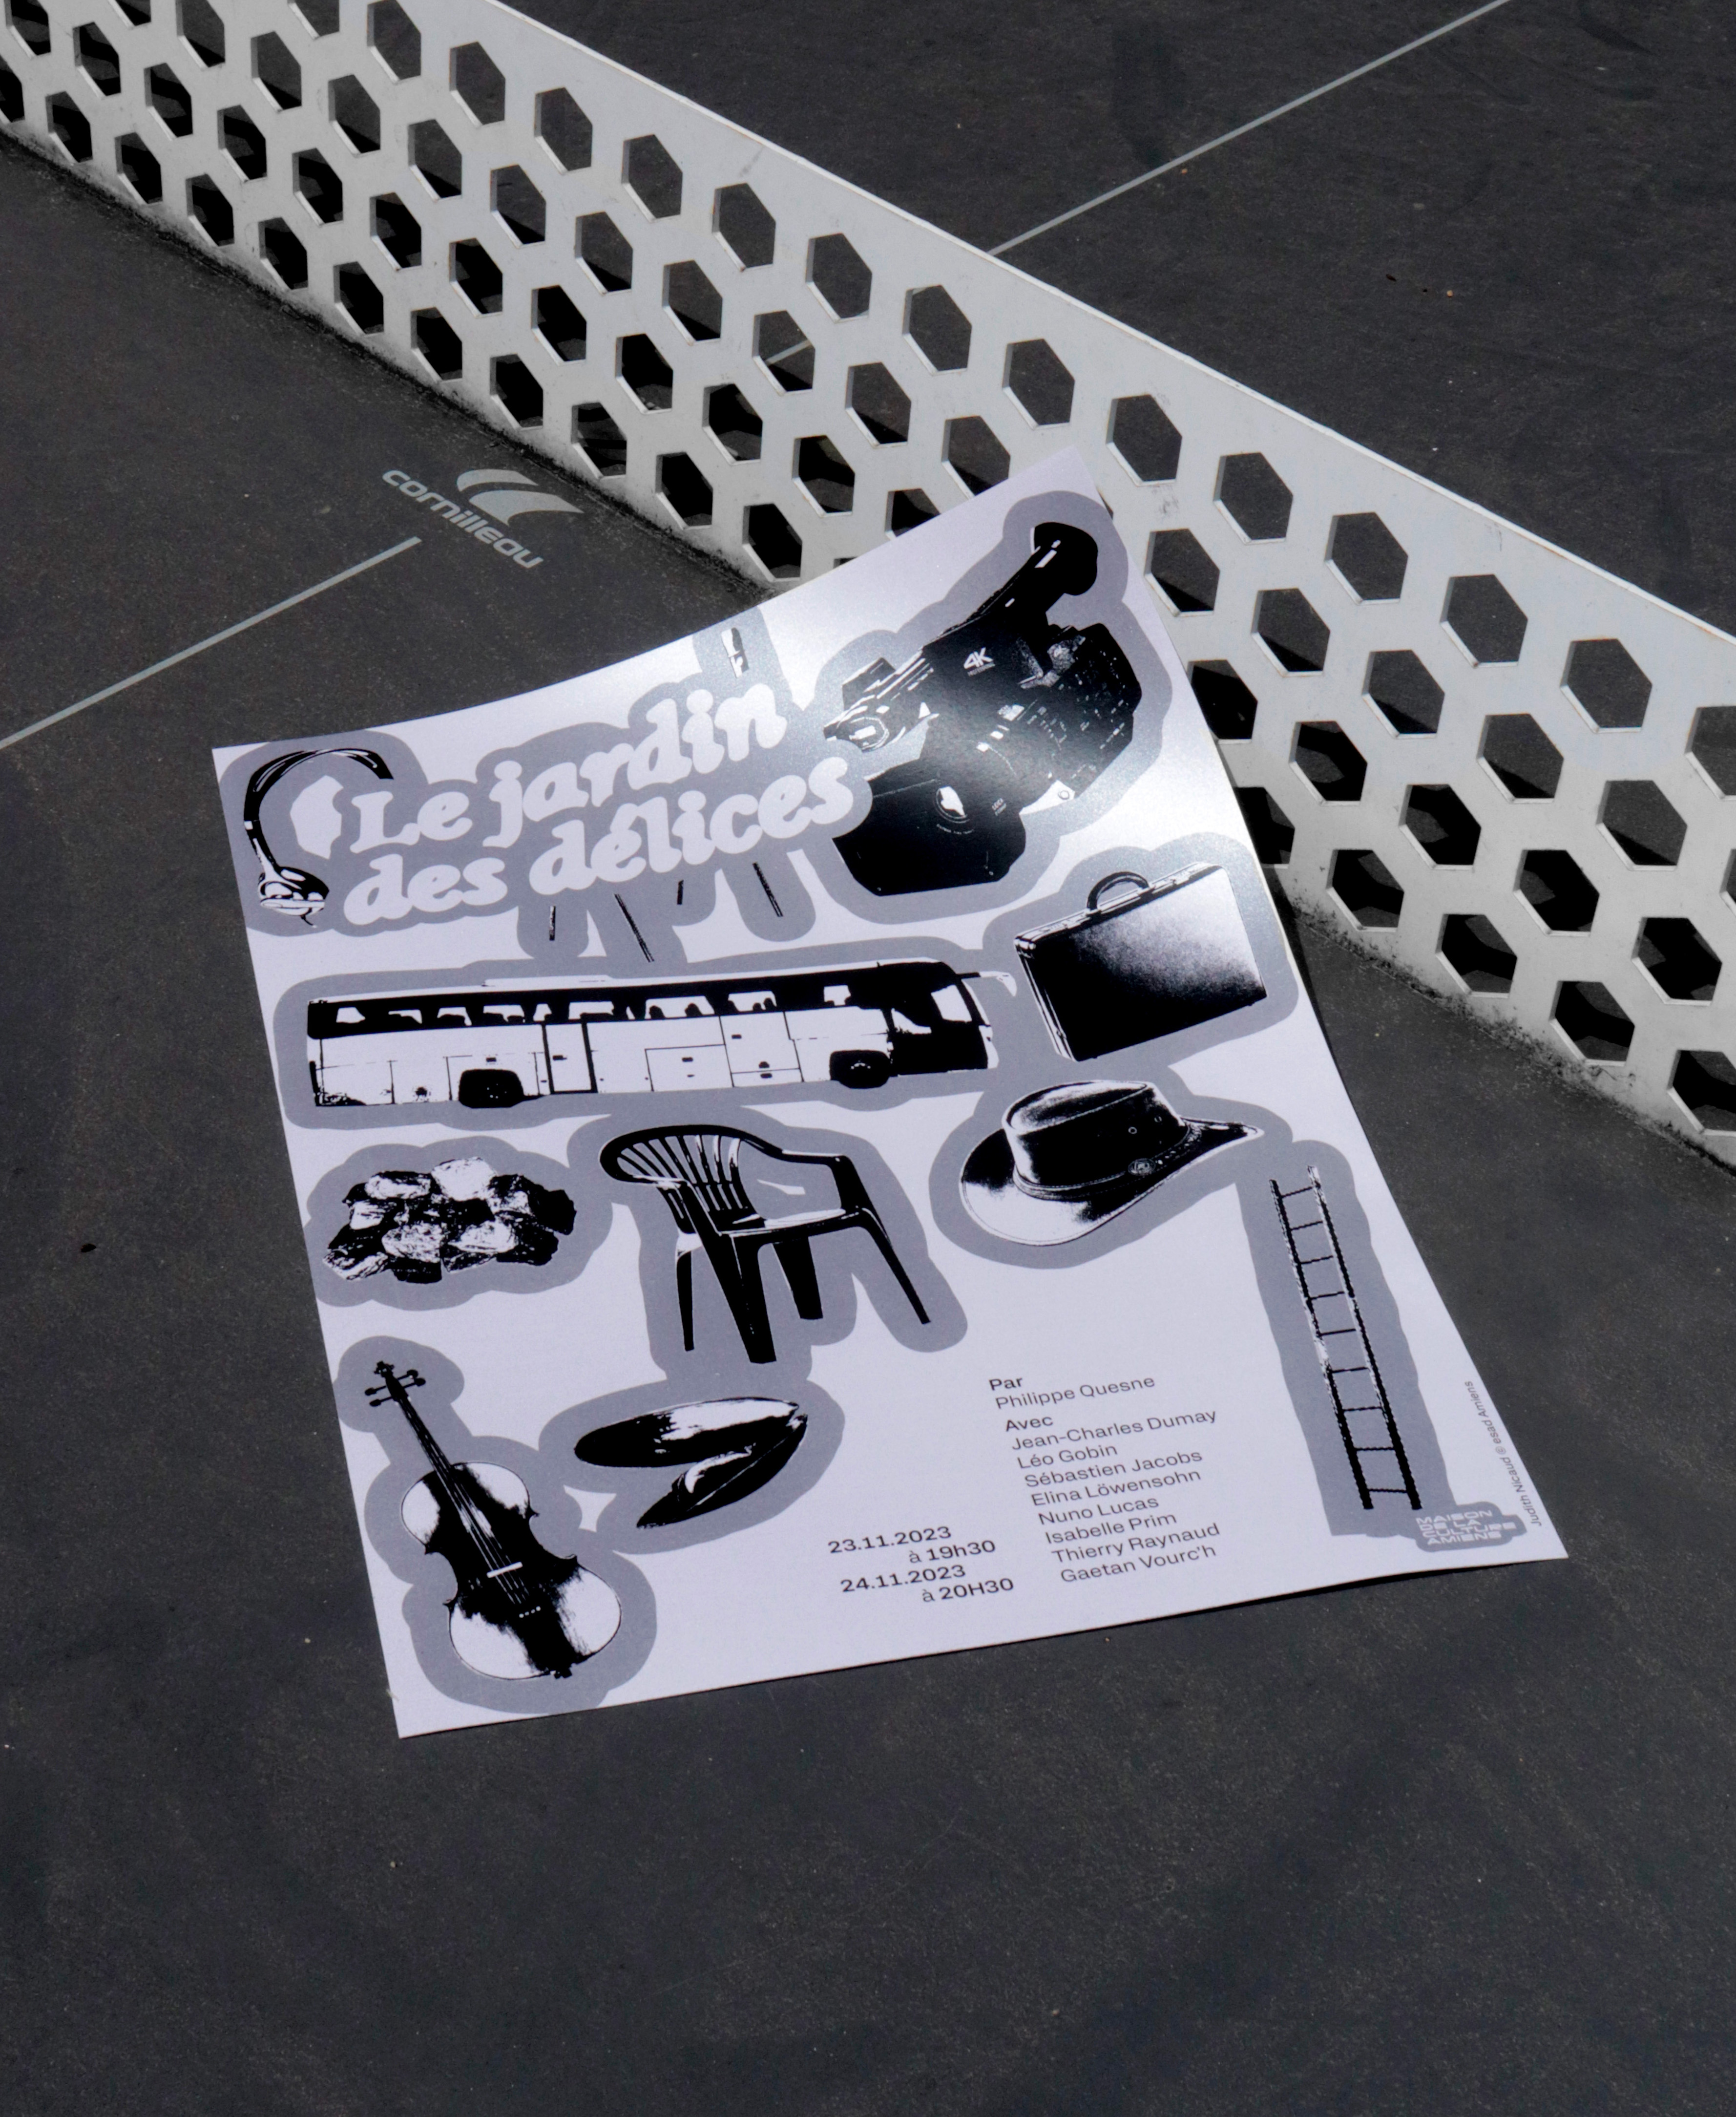 cornilleau
4K
Le jardin
des délices
Par
Philippe Quesne
Avec
Jean-Charles Dumay
Léo Gobin
Sébastien Jacobs
Elina Löwensohn
Nuno Lucas
Isabelle Prim
Thierry Raynaud
Gaetan Vourc'h
23.11.2023
à 19h30
24.11.2023
à 20H30
Judith Nicaud @ esad Amiens
MAISON
DE LA
CULTURE
AMIENS